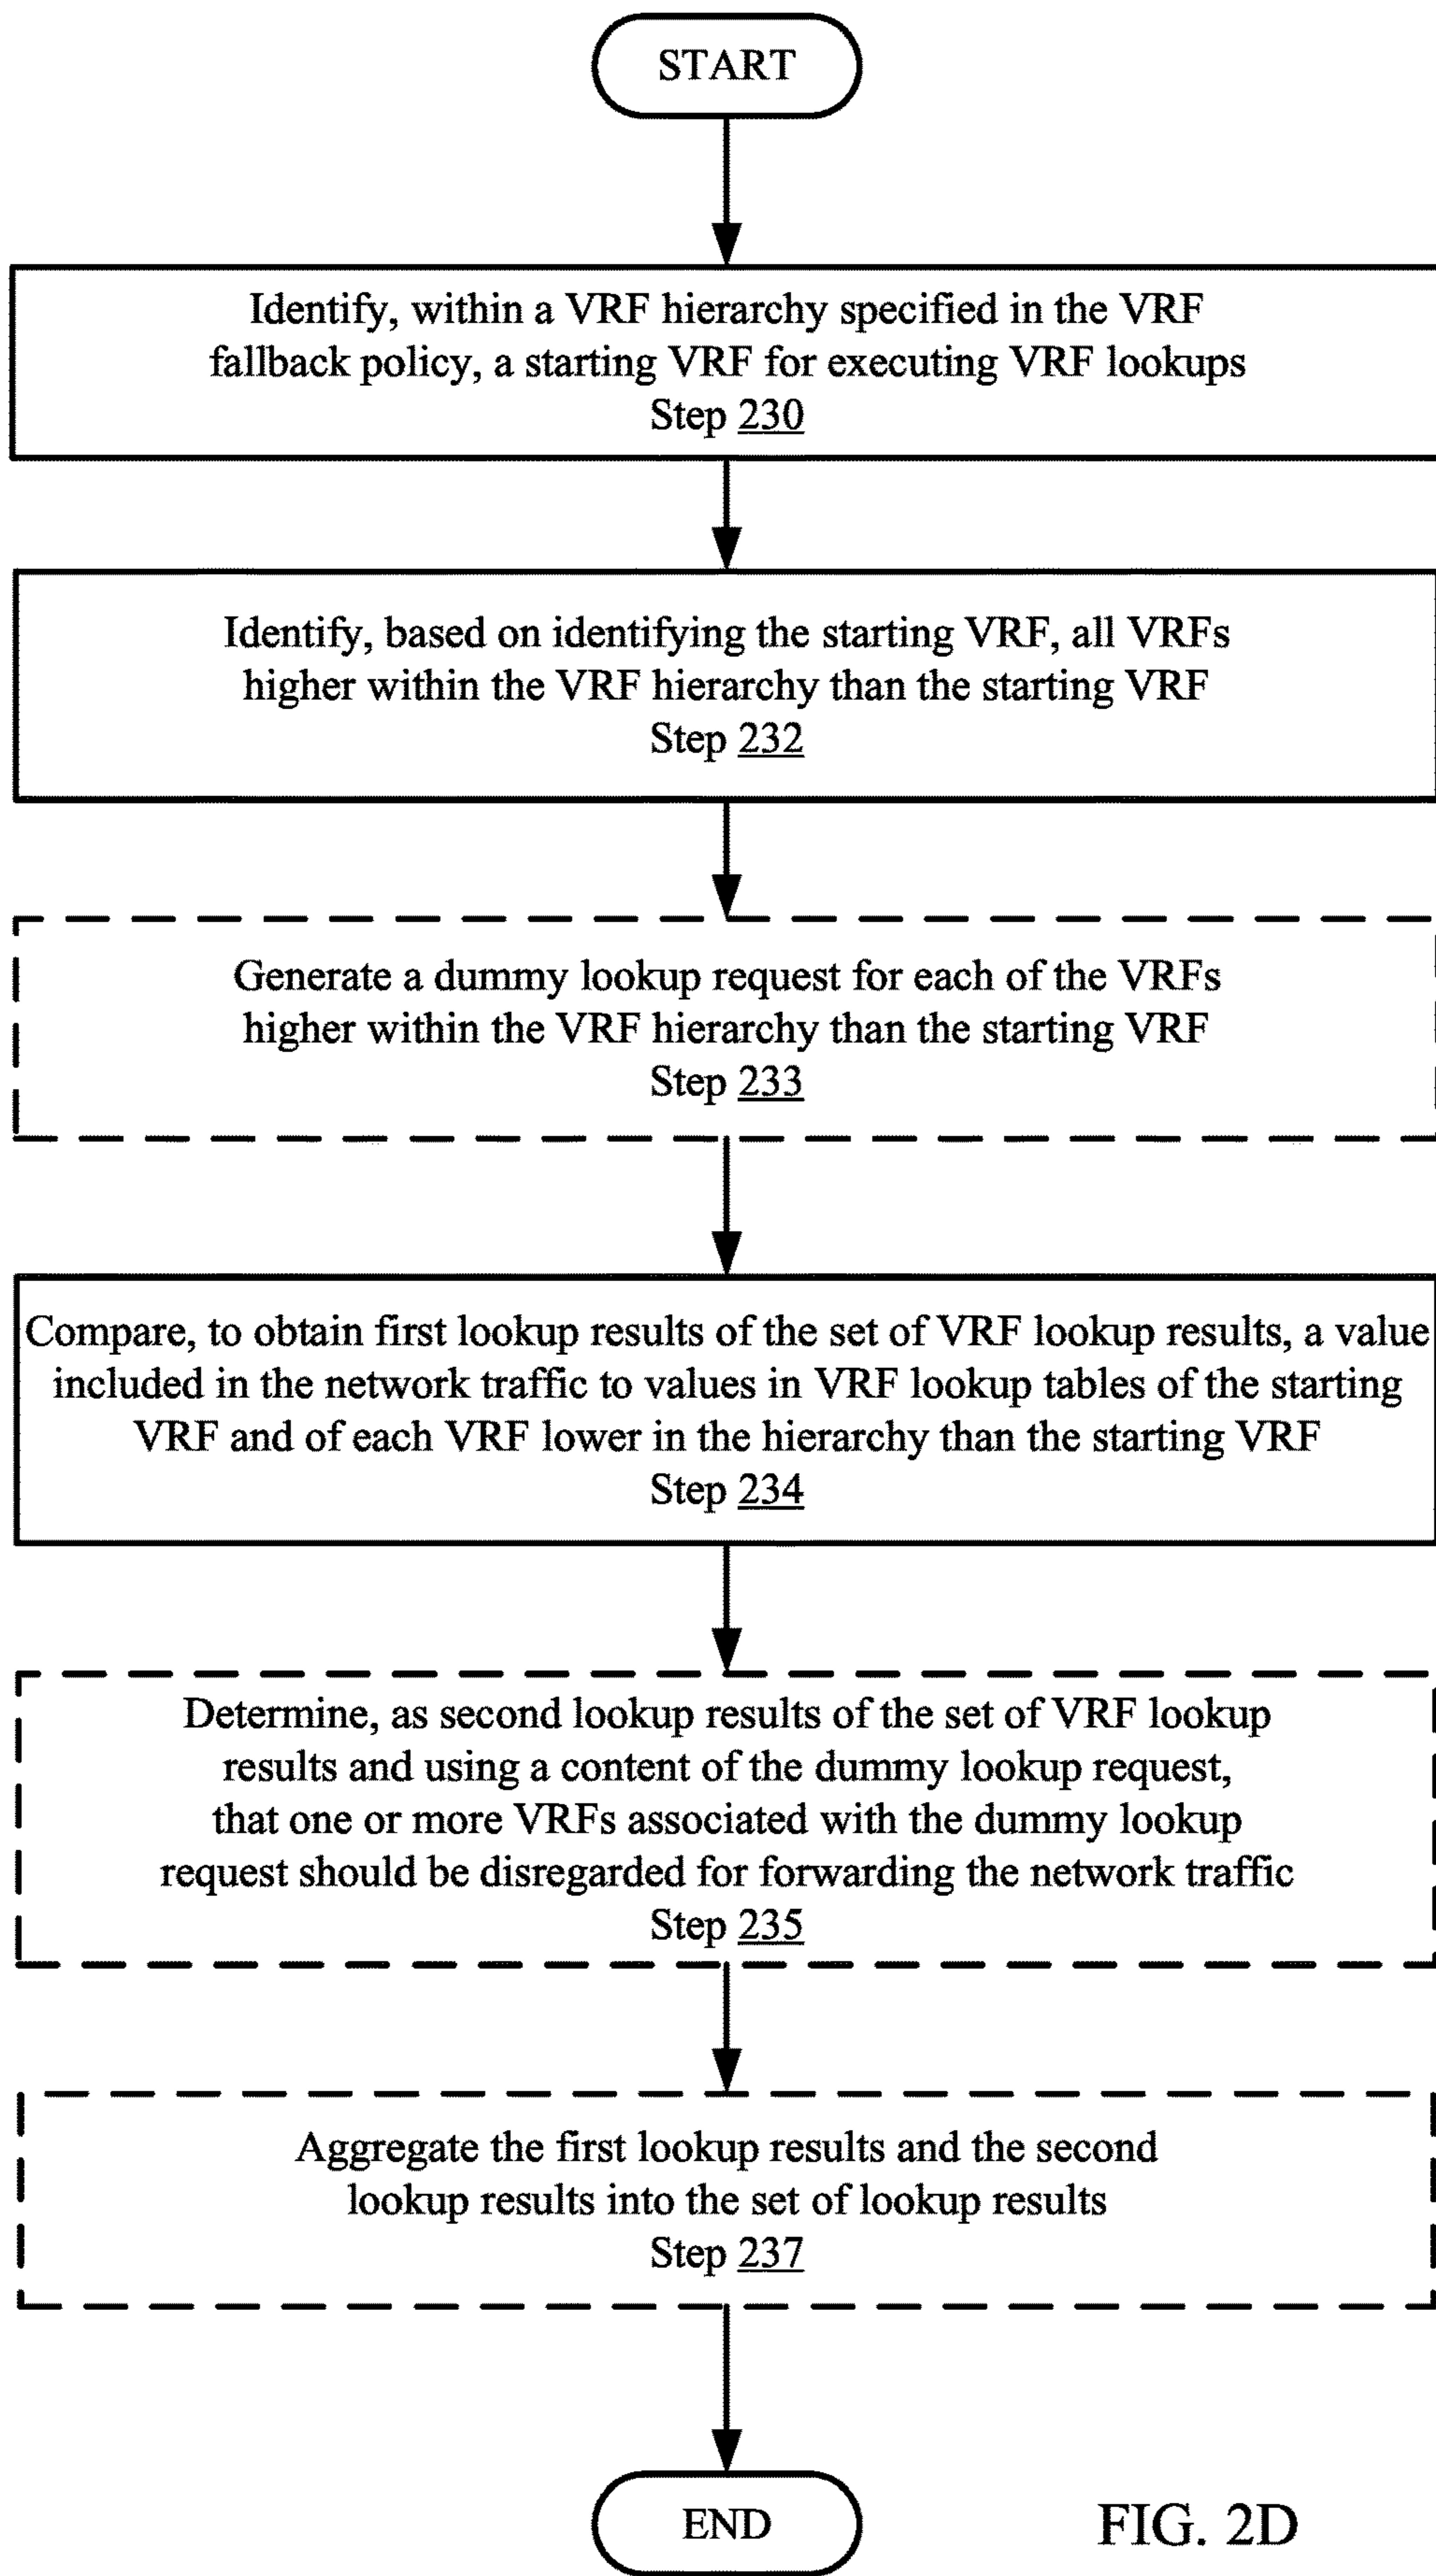 START
Identify, within a VRF hierarchy specified in the VRF
fallback policy, a starting VRF for executing VRF lookups
Step 230
Identify, based on identifying the starting VRF, all VRFs
higher within the VRF hierarchy than the starting VRF
Step 232
Generate a dummy lookup request for each of the VRFs
higher within the VRF hierarchy than the starting VRF
Step 233
Compare, to obtain first lookup results of the set of VRF lookup results, a value
included in the network traffic to values in VRF lookup tables of the starting
VRF and of each VRF lower in the hierarchy than the starting VRF
Step 234
Determine, as second lookup results of the set of VRF lookup
results and using a content of the dummy lookup request,
that one or more VRFs associated with the dummy lookup
request should be disregarded for forwarding the network traffic
Step 235
Aggregate the first lookup results and the second
lookup results into the set of lookup results
Step 237
END
FIG. 2D